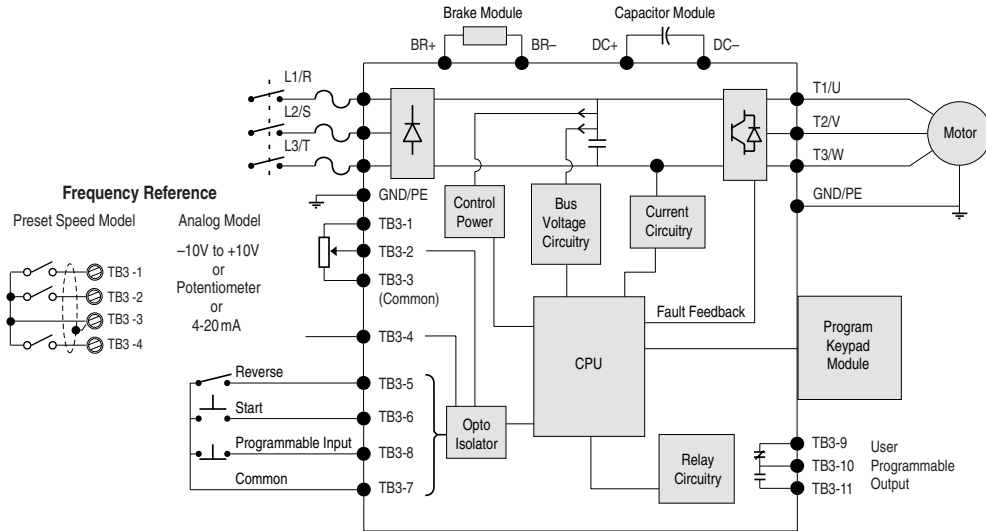 Brake Module
Capacitor Module
BR+
BR–
DC+
DC–
L1/R
L2/S
L3/T
T1/U
T2/V
T3/W
Motor
GND/PE
GND/PE
Frequency Reference
Preset Speed Model
Analog Model
–10V to +10V
or
Potentiometer
or
4-20 mA
TB3 -1
TB3 -2
TB3 -3
TB3 -4
TB3-1
TB3-2
TB3-3
(Common)
TB3-4
Control
Power
Bus
Voltage
Circuitry
Current
Circuitry
Fault Feedback
CPU
Program
Keypad
Module
Reverse
TB3-5
Start
TB3-6
Programmable Input
TB3-8
Common
TB3-7
Opto
Isolator
Relay
Circuitry
TB3-9
TB3-10
TB3-11
User
Programmable
Output